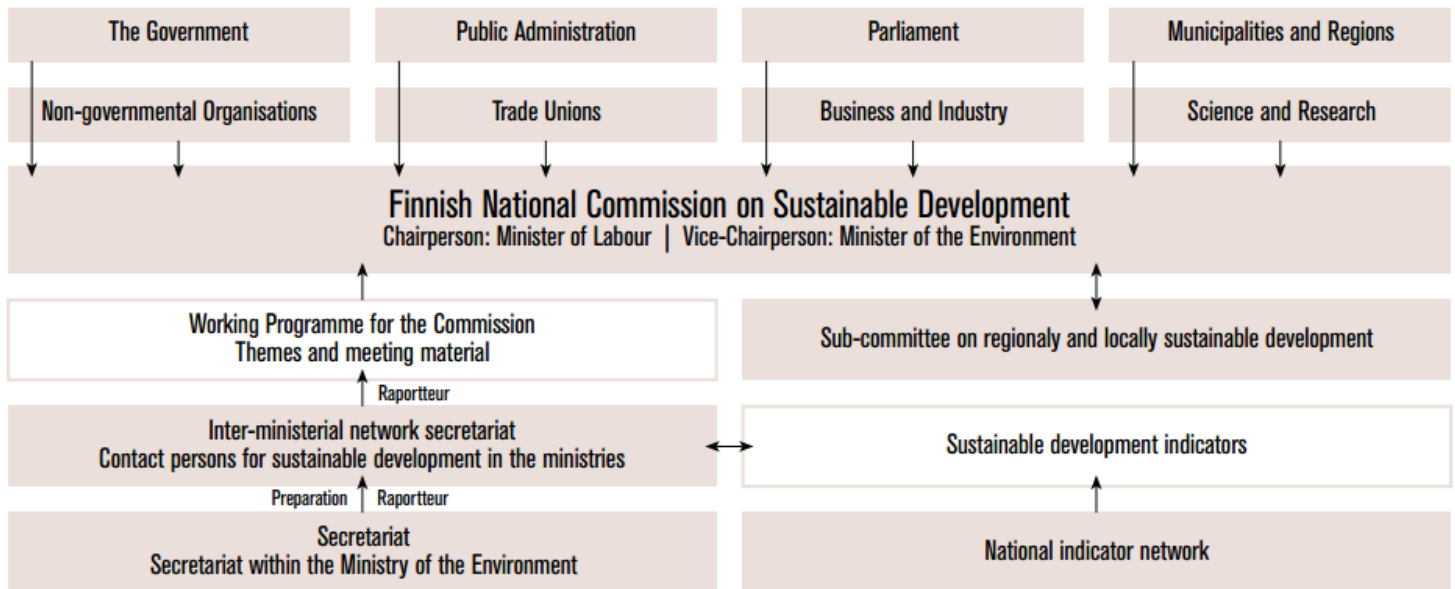 The Government
Public Administration
Parliament
Municipalities and Regions
Non-governmental Organisations
Trade Unions
Business and Industry
Science and Research
Finnish National Commission on Sustainable Development
Chairperson: Minister of Labour | Vice-Chairperson: Minister of the Environment
Working Programme for the Commission
Themes and meeting material
Sub-committee on regionaly and locally sustainable development
Raportteur
Inter-ministerial network secretariat
Contact persons for sustainable development in the ministries
Sustainable development indicators
Preparation
Raportteur
Secretariat
Secretariat within the Ministry of the Environment
National indicator network